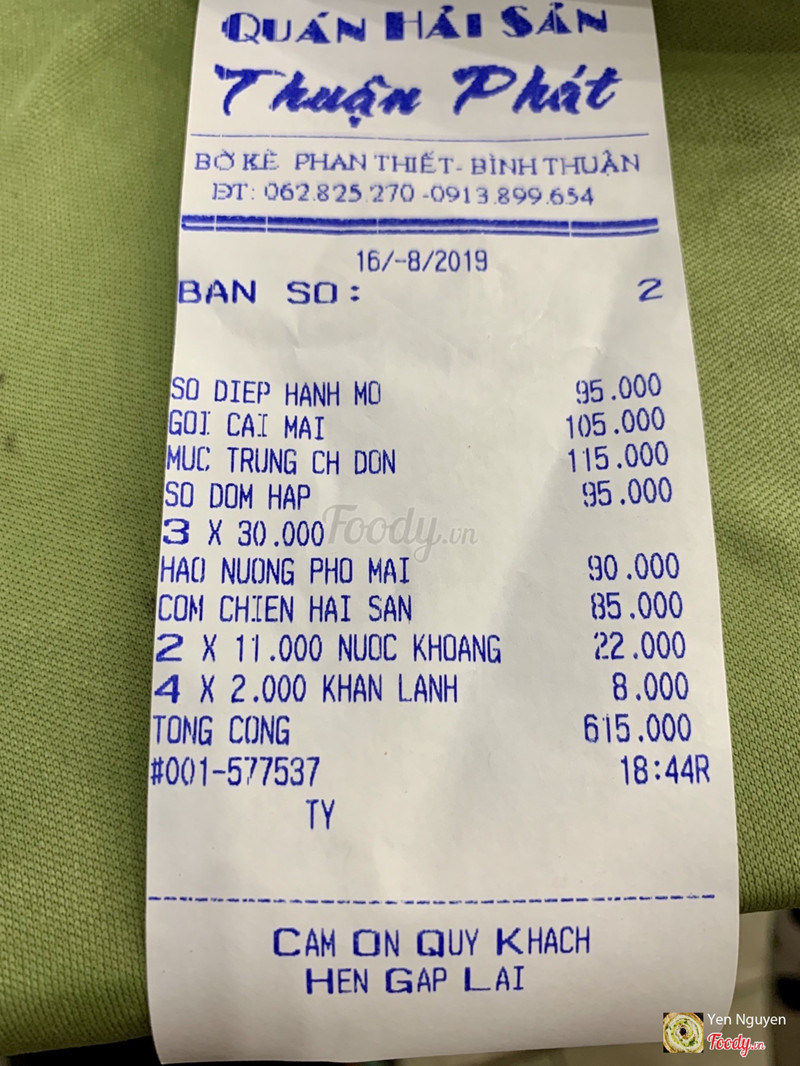 QUÁN HẢI SẢN
Thuận Phát
BỜ KÈ PHAN THIẾT-BÌNH THUẬN
ĐT: 062.825.270 -0913.899.654
16/-8/2019
BAN SO: 2
SO DIEP HANH MO 95.000
GOI CAI MAI 105.000
MUC TRUNG CH DON 115.000
SO DOM HAP 95.000
3 X 30.000
Foody.vn
HAO NUONG PHO MAI 90.000
COM CHIEN HAI SAN 85.000
2 X 11.000 NUOC KHOANG 22.000
4 X 2.000 KHAN LANH 8.000
TONG CONG 615.000
#001-577537 18:44R
TY
CAM ON QUY KHACH
HEN GAP LAI
Yen Nguyen
Foody.vn